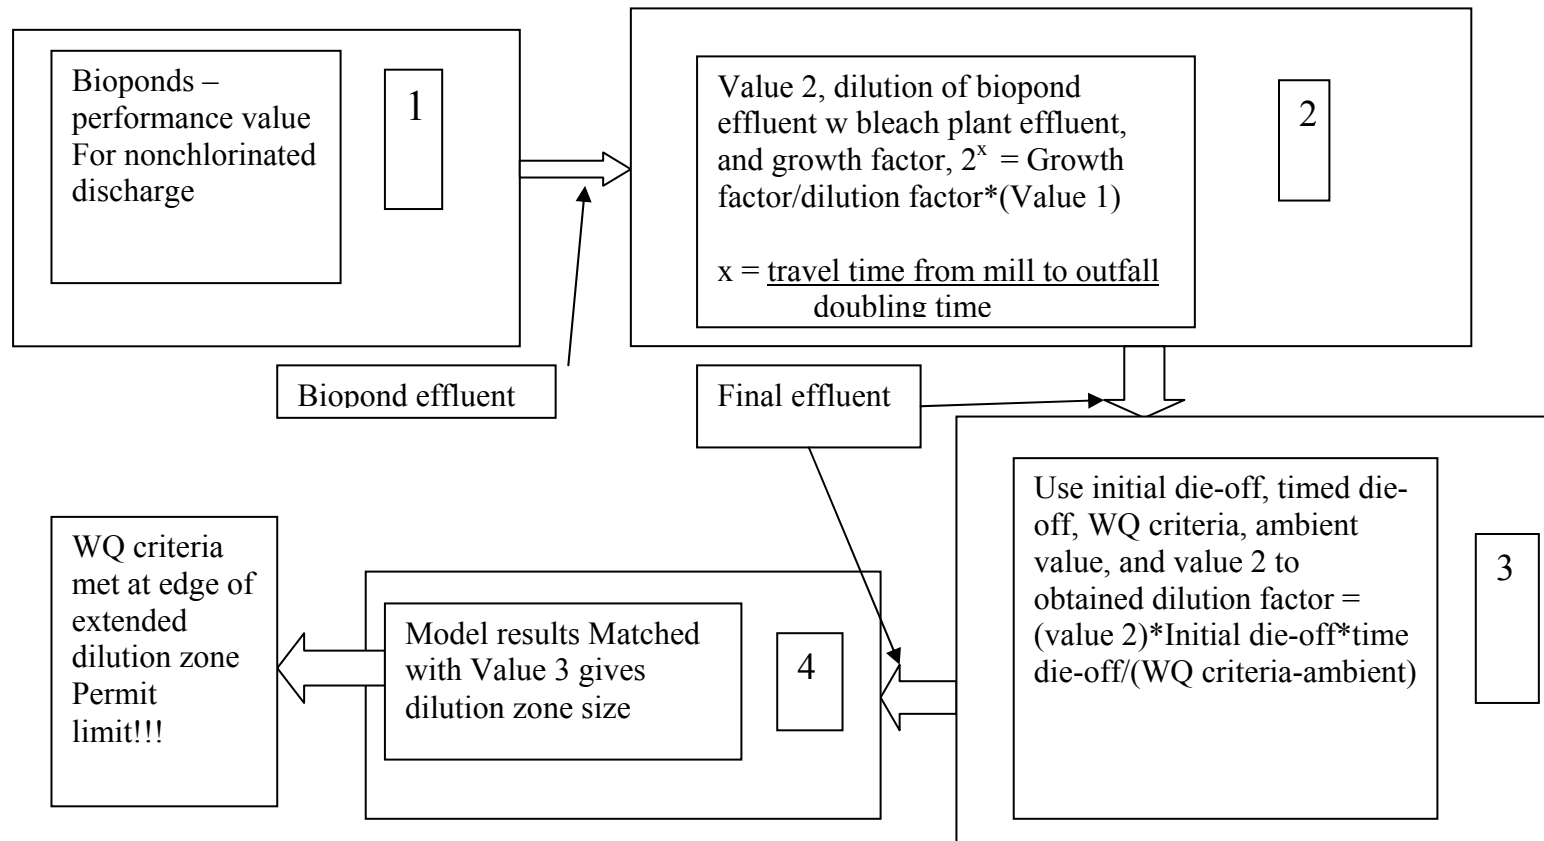 Bioponds –
performance value
For nonchlorinated
discharge
1
Value 2, dilution of biopond
effluent w bleach plant effluent,
and growth factor, 2^x = Growth
factor/dilution factor*(Value 1)
x = travel time from mill to outfall
doubling time
2
Biopond effluent
Final effluent
Use initial die-off, timed die-
off, WQ criteria, ambient
value, and value 2 to
obtained dilution factor =
(value 2)*Initial die-off*time
die-off/(WQ criteria-ambient)
3
Model results Matched
with Value 3 gives
dilution zone size
4
WQ criteria
met at edge of
extended
dilution zone
Permit
limit!!!